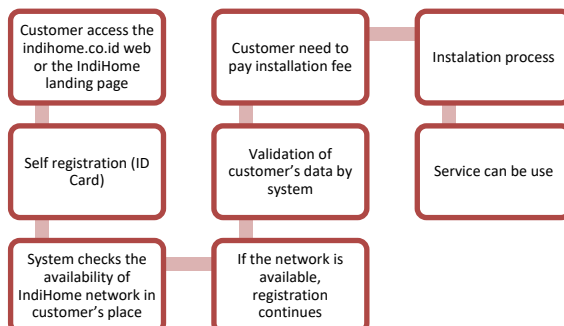 Customer access the
indihome.co.id web
or the IndiHome
landing page
Self registration (ID
Card)
System checks the
availability of
IndiHome network in
customer's place
If the network is
available,
registration
continues
Validation of
customer's data by
system
Customer need to
pay installation fee
Instalation process
Service can be use